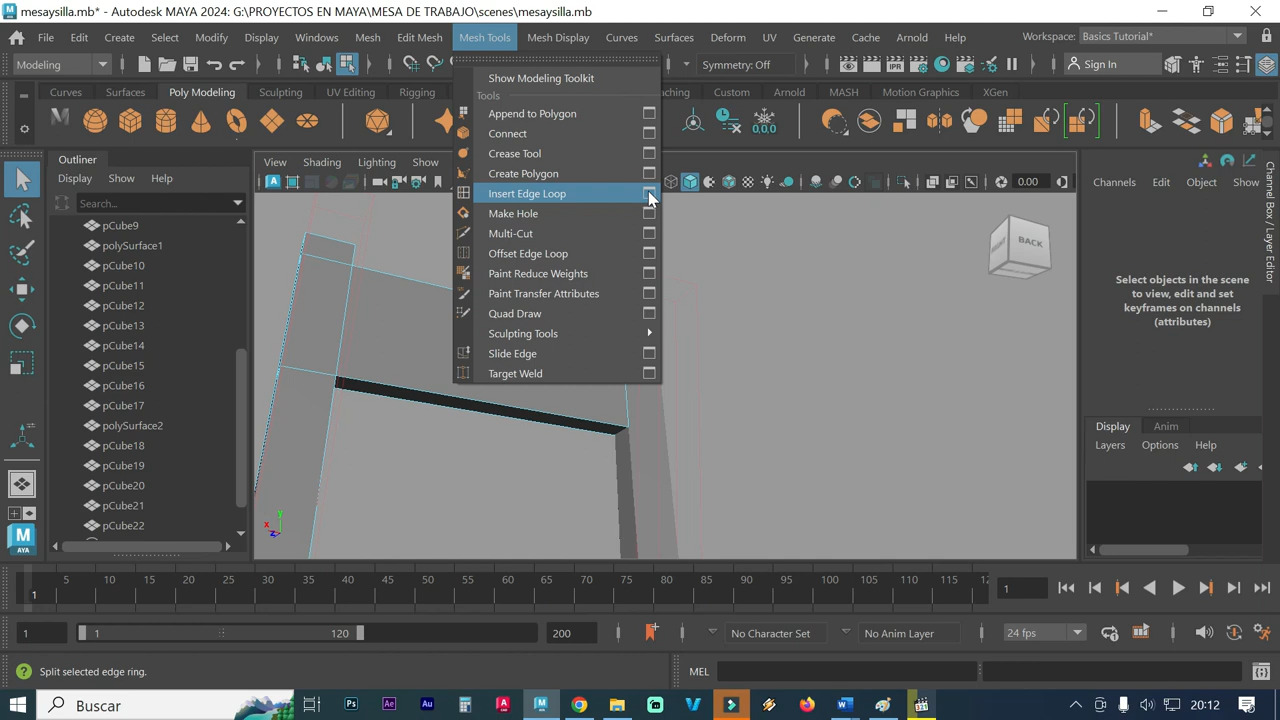 mesaysilla.mb* - Autodesk MAYA 2024: G:\PROYECTOS EN MAYA\MESA DE TRABAJO\scenes\mesaysilla.mb
File Edit Create Select Modify Display Windows Mesh Edit Mesh Mesh Tools Mesh Display Curves Surfaces Deform UV Generate Cache Arnold Help Workspace: Basics Tutorial*
Modeling Symmetry: Off Sign In
Curves Surfaces Poly Modeling Sculpting UV Editing Rigging Custom Arnold MASH Motion Graphics XGen
Show Modeling Toolkit
Tools
Append to Polygon
Connect
Crease Tool
Create Polygon
Insert Edge Loop
Make Hole
Multi-Cut
Offset Edge Loop
Paint Reduce Weights
Paint Transfer Attributes
Quad Draw
Sculpting Tools
Slide Edge
Target Weld
Outliner
Display Show Help
Search...
pCube9
polySurface1
pCube10
pCube11
pCube12
pCube13
pCube14
pCube15
pCube16
pCube17
polySurface2
pCube18
pCube19
pCube20
pCube21
pCube22
View Shading Lighting Show
0.00
BACK
y
x
z
Channels Edit Object Show
Channel Box / Layer Editor
Select objects in the scene
to view, edit and set
keyframes on channels
(attributes)
Display Anim
Layers Options Help
AYA
5 10 15 20 25 30 35 40 45 50 55 60 65 70 75 80 85 90 95 100 105 110 115 12
1
1
1 1 120 200 No Character Set No Anim Layer 24 fps
Split selected edge ring. MEL
Buscar Ps Ae Au 20:12